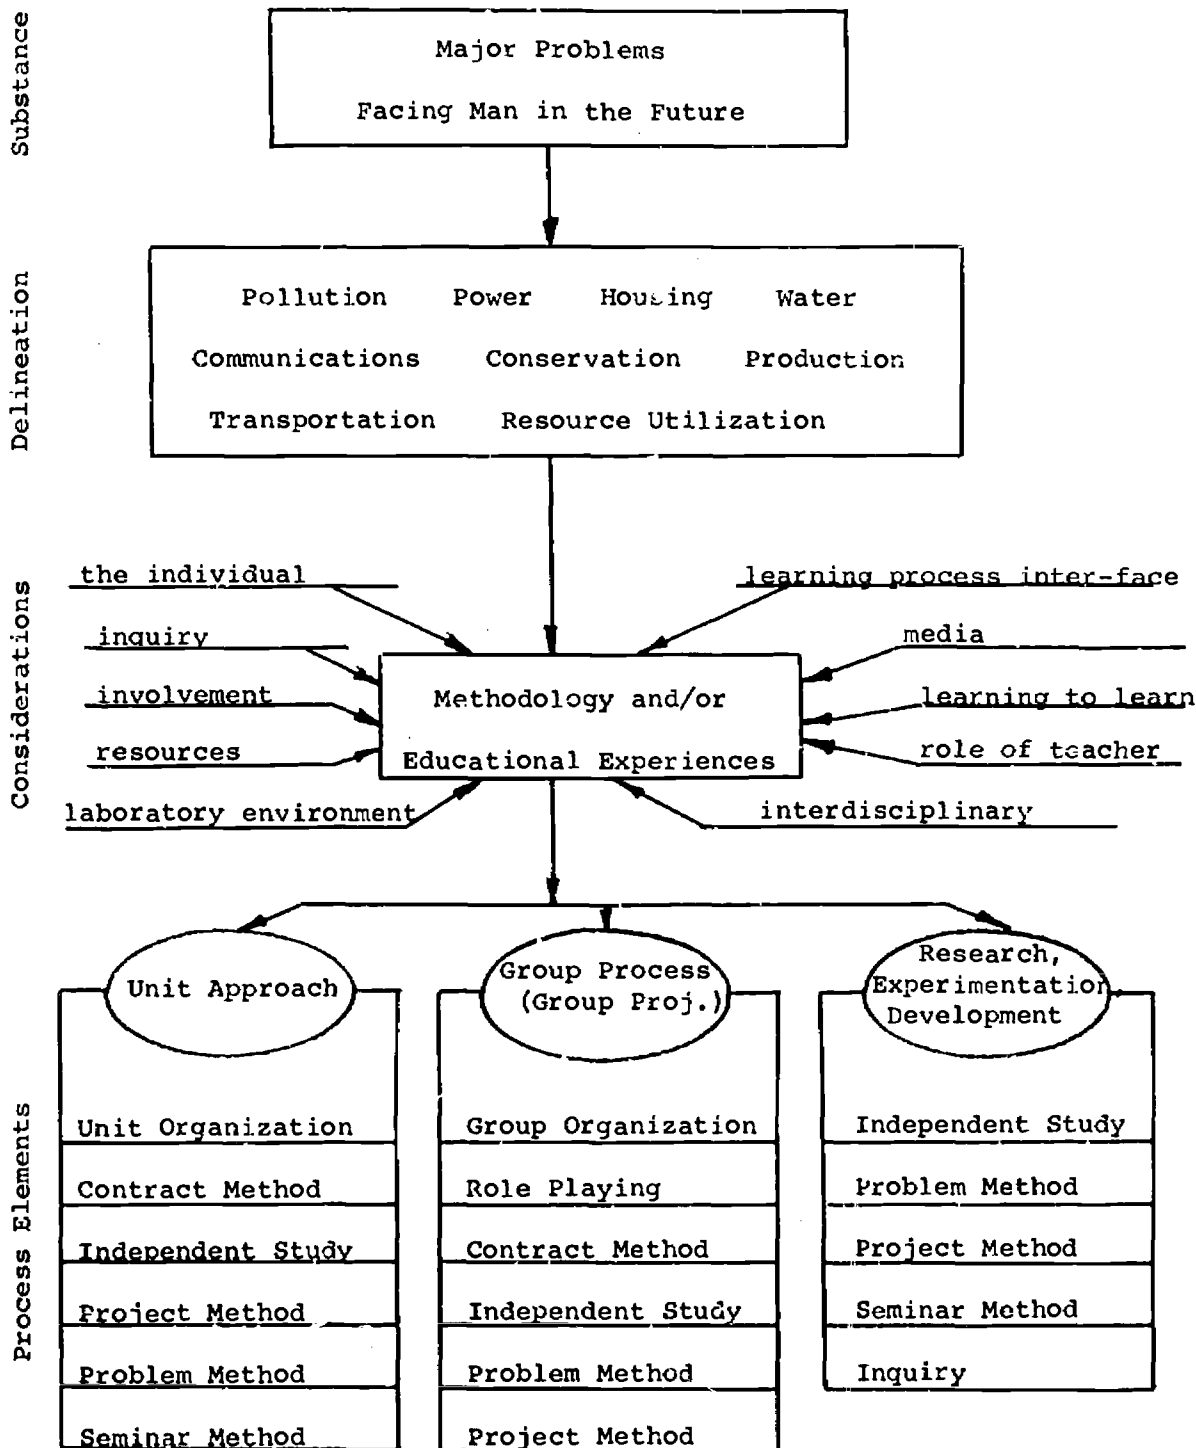 Substance
Major Problems
Facing Man in the Future
Delineation
Pollution Power Housing Water
Communications Conservation Production
Transportation Resource Utilization
Considerations
the individual
learning process inter-face
inquiry
media
involvement
learning to learn
resources
role of teacher
laboratory environment
interdisciplinary
Methodology and/or
Educational Experiences
Process Elements
Unit Approach
Unit Organization
Contract Method
Independent Study
Project Method
Problem Method
Seminar Method
Group Process
(Group Proj.)
Group Organization
Role Playing
Contract Method
Independent Study
Problem Method
Project Method
Research,
Experimentation
Development
Independent Study
Problem Method
Project Method
Seminar Method
Inquiry